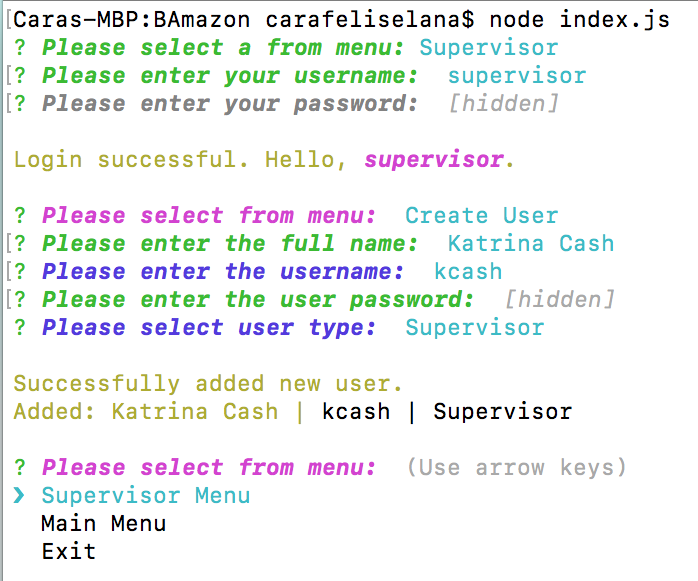 [Caras-MBP:BAmazon carafeliselana$ node index.js
? Please select a from menu: Supervisor
[? Please enter your username:  supervisor
[? Please enter your password:  [hidden]
Login successful. Hello, supervisor.
? Please select from menu:  Create User
[? Please enter the full name:  Katrina Cash
[? Please enter the username:  kcash
[? Please enter the user password:  [hidden]
? Please select user type:  Supervisor
Successfully added new user.
Added: Katrina Cash | kcash | Supervisor
? Please select from menu:  (Use arrow keys)
❯ Supervisor Menu
Main Menu
Exit